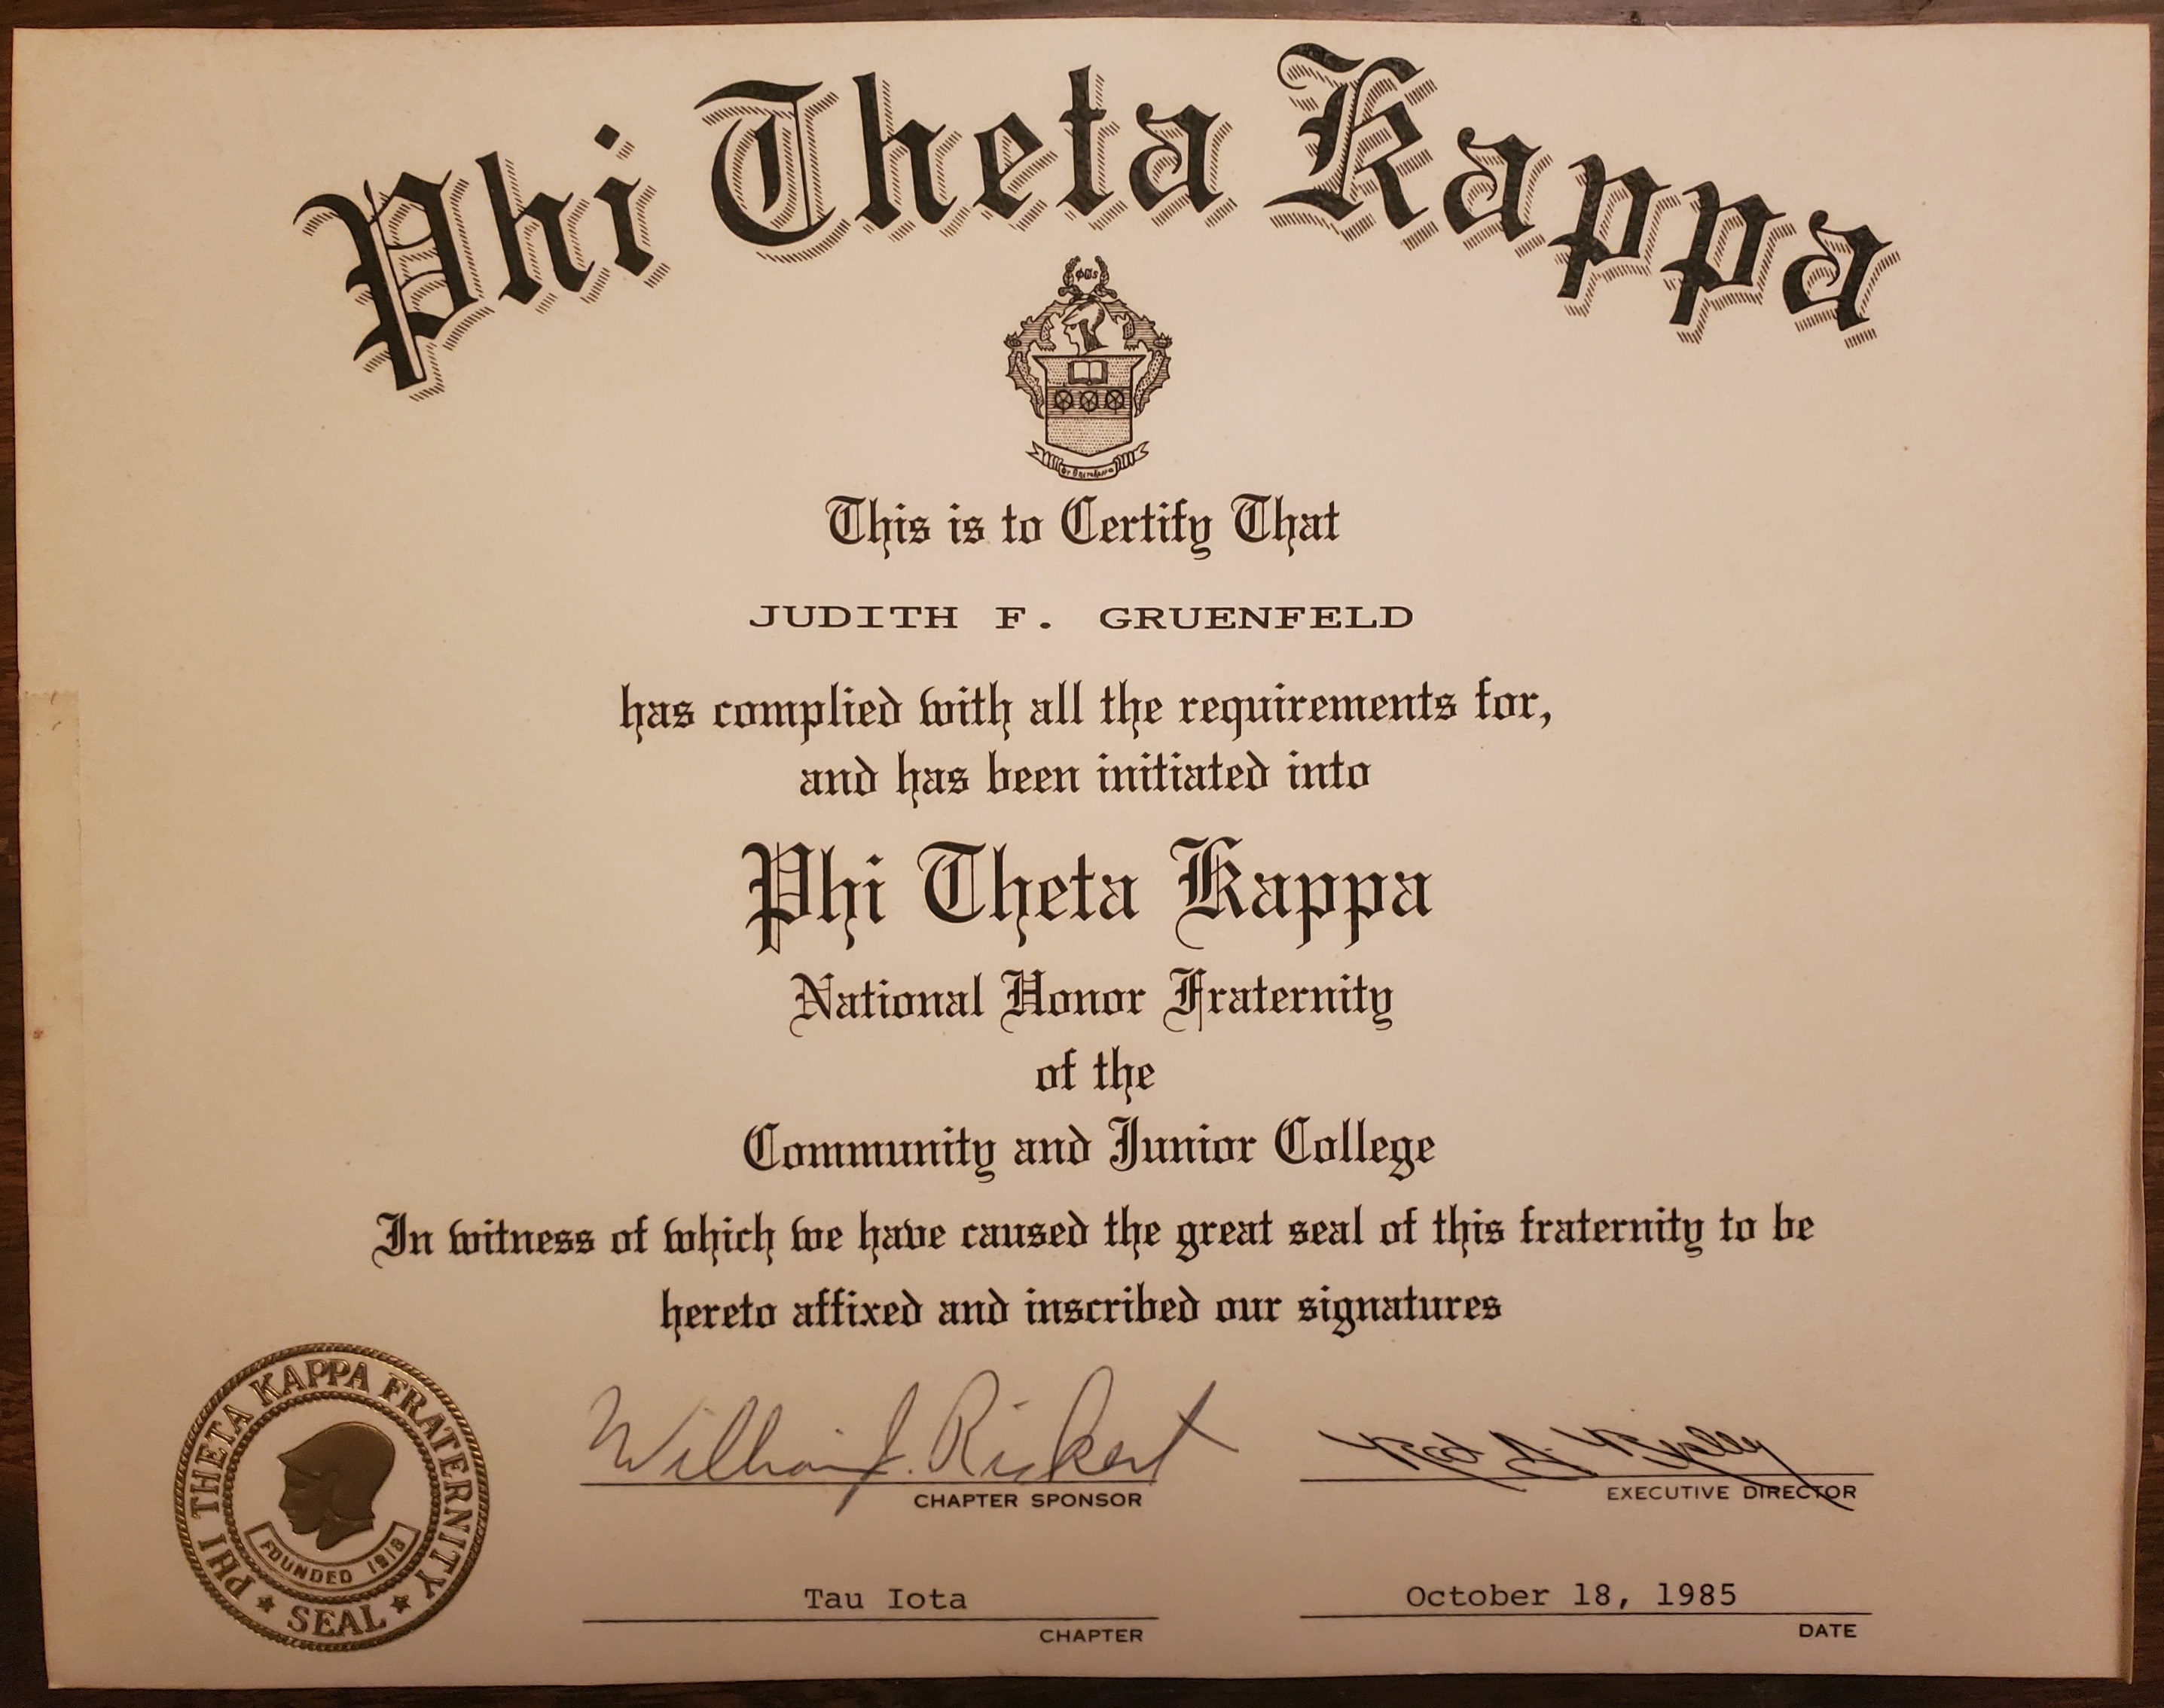 Phi Theta Kappa
This is to Certify That
JUDITH F. GRUENFELD
has complied with all the requirements for,
and has been initiated into
Phi Theta Kappa
National Honor Fraternity
of the
Community and Junior College
In witness of which we have caused the great seal of this fraternity to be
hereto affixed and inscribed our signatures
William J. Rickert
CHAPTER SPONSOR
EXECUTIVE DIRECTOR
Tau Iota
CHAPTER
October 18, 1985
DATE
PHI THETA KAPPA FRATERNITY
FOUNDED 1918
★ SEAL ★